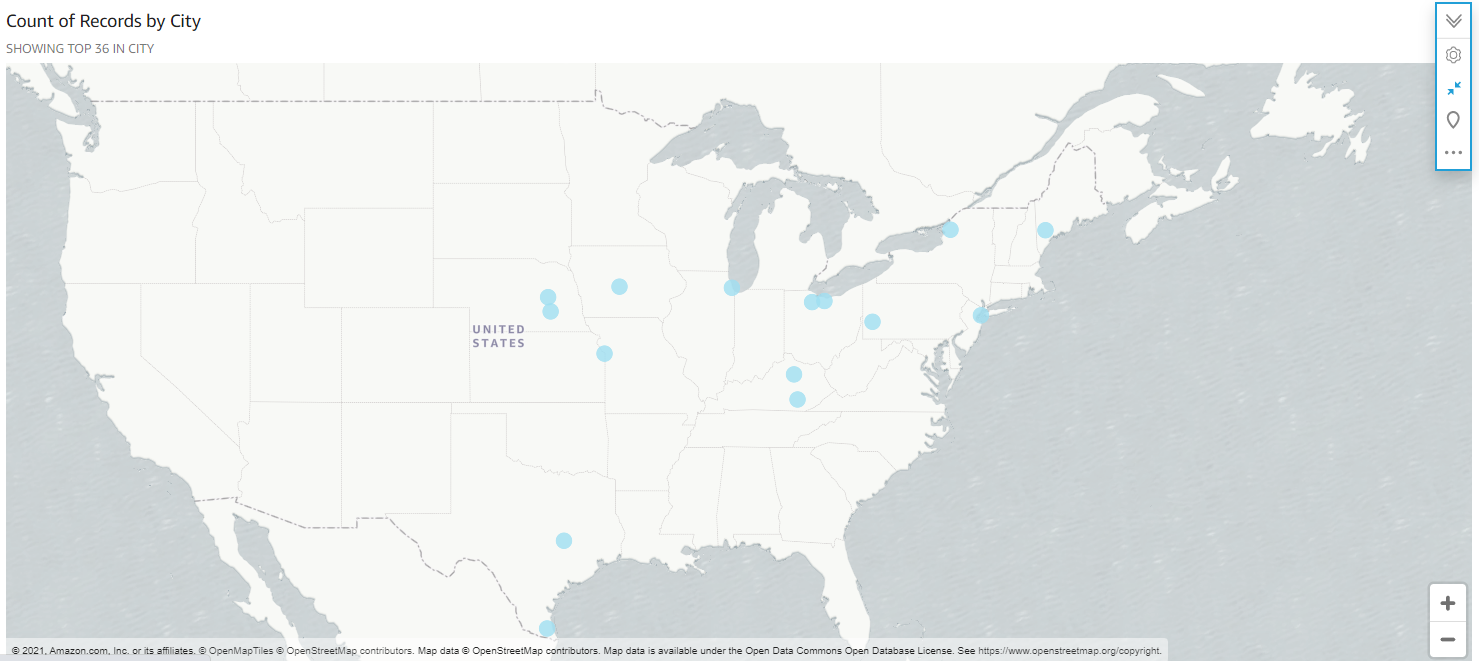 Count of Records by City
SHOWING TOP 36 IN CITY
UNITED
STATES
© 2021, Amazon.com, Inc. or its affiliates. © OpenMapTiles © OpenStreetMap contributors. Map data © OpenStreetMap contributors. Map data is available under the Open Data Commons Open Database License. See https://www.openstreetmap.org/copyright.